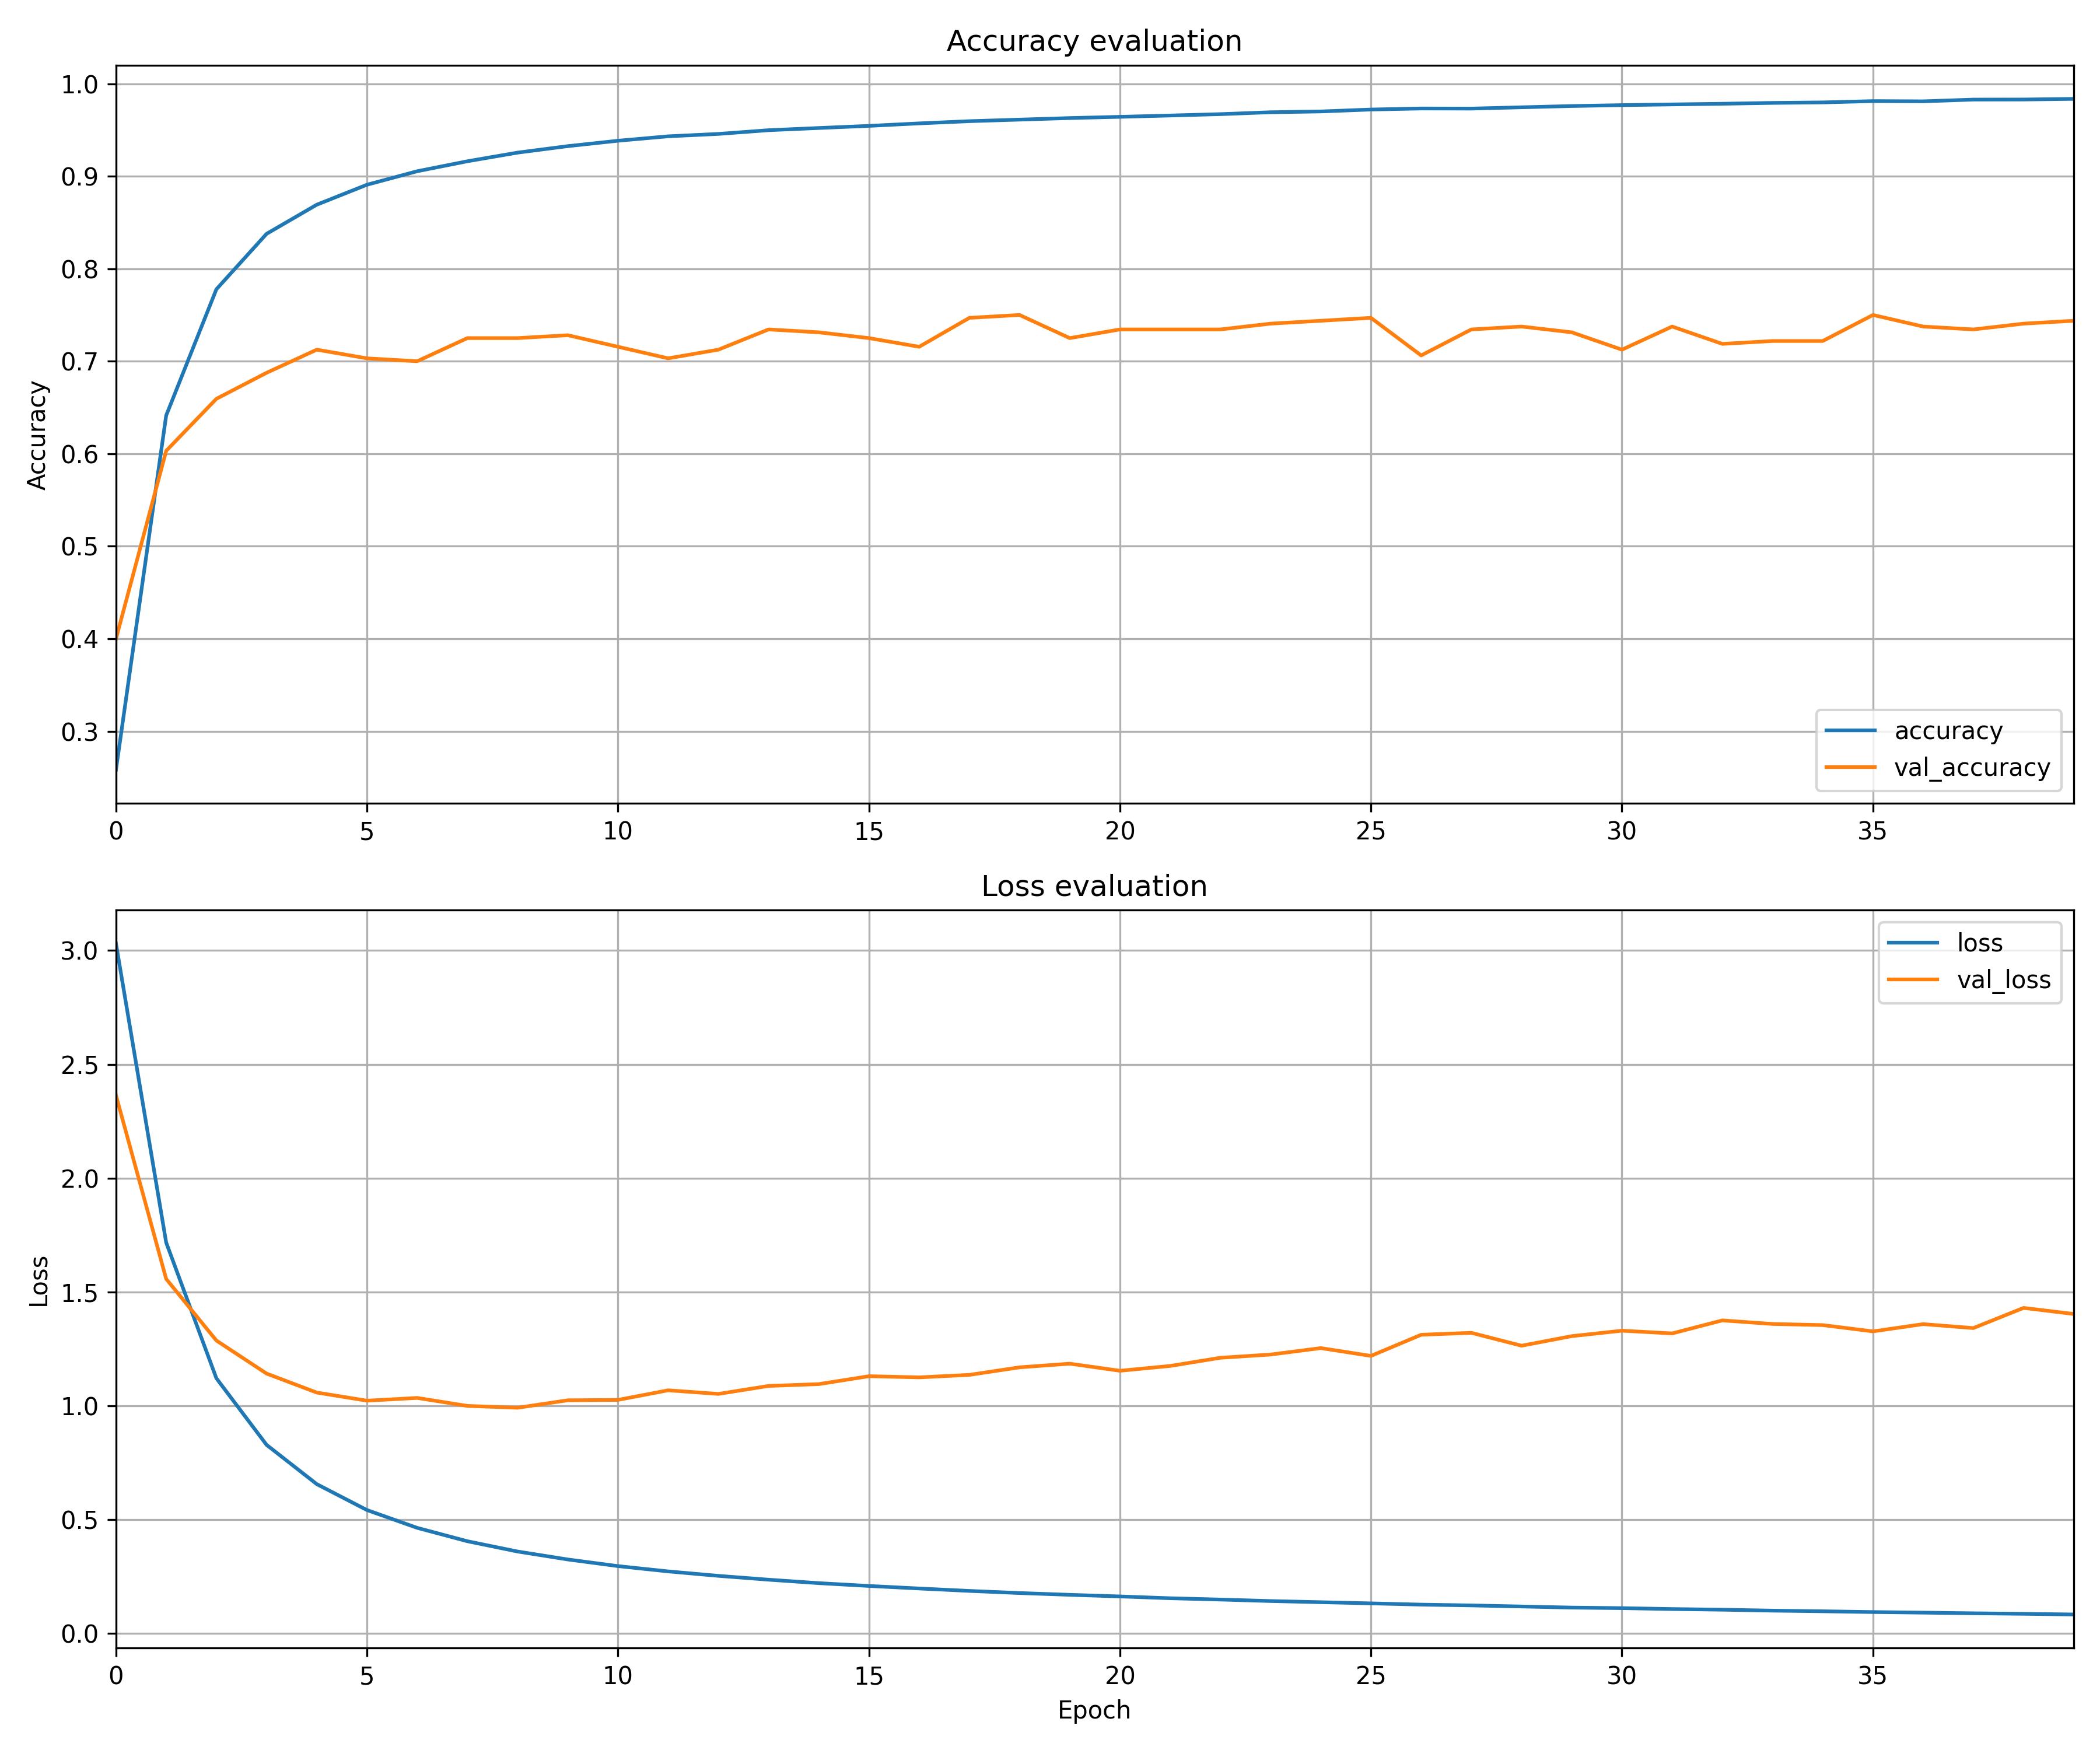 Accuracy evaluation
1.0
0.9
0.8
0.7
0.6
0.5
0.4
0.3
Accuracy
accuracy
val_accuracy
0 5 10 15 20 25 30 35
Loss evaluation
3.0
2.5
2.0
1.5
1.0
0.5
0.0
Loss
loss
val_loss
0 5 10 15 20 25 30 35
Epoch